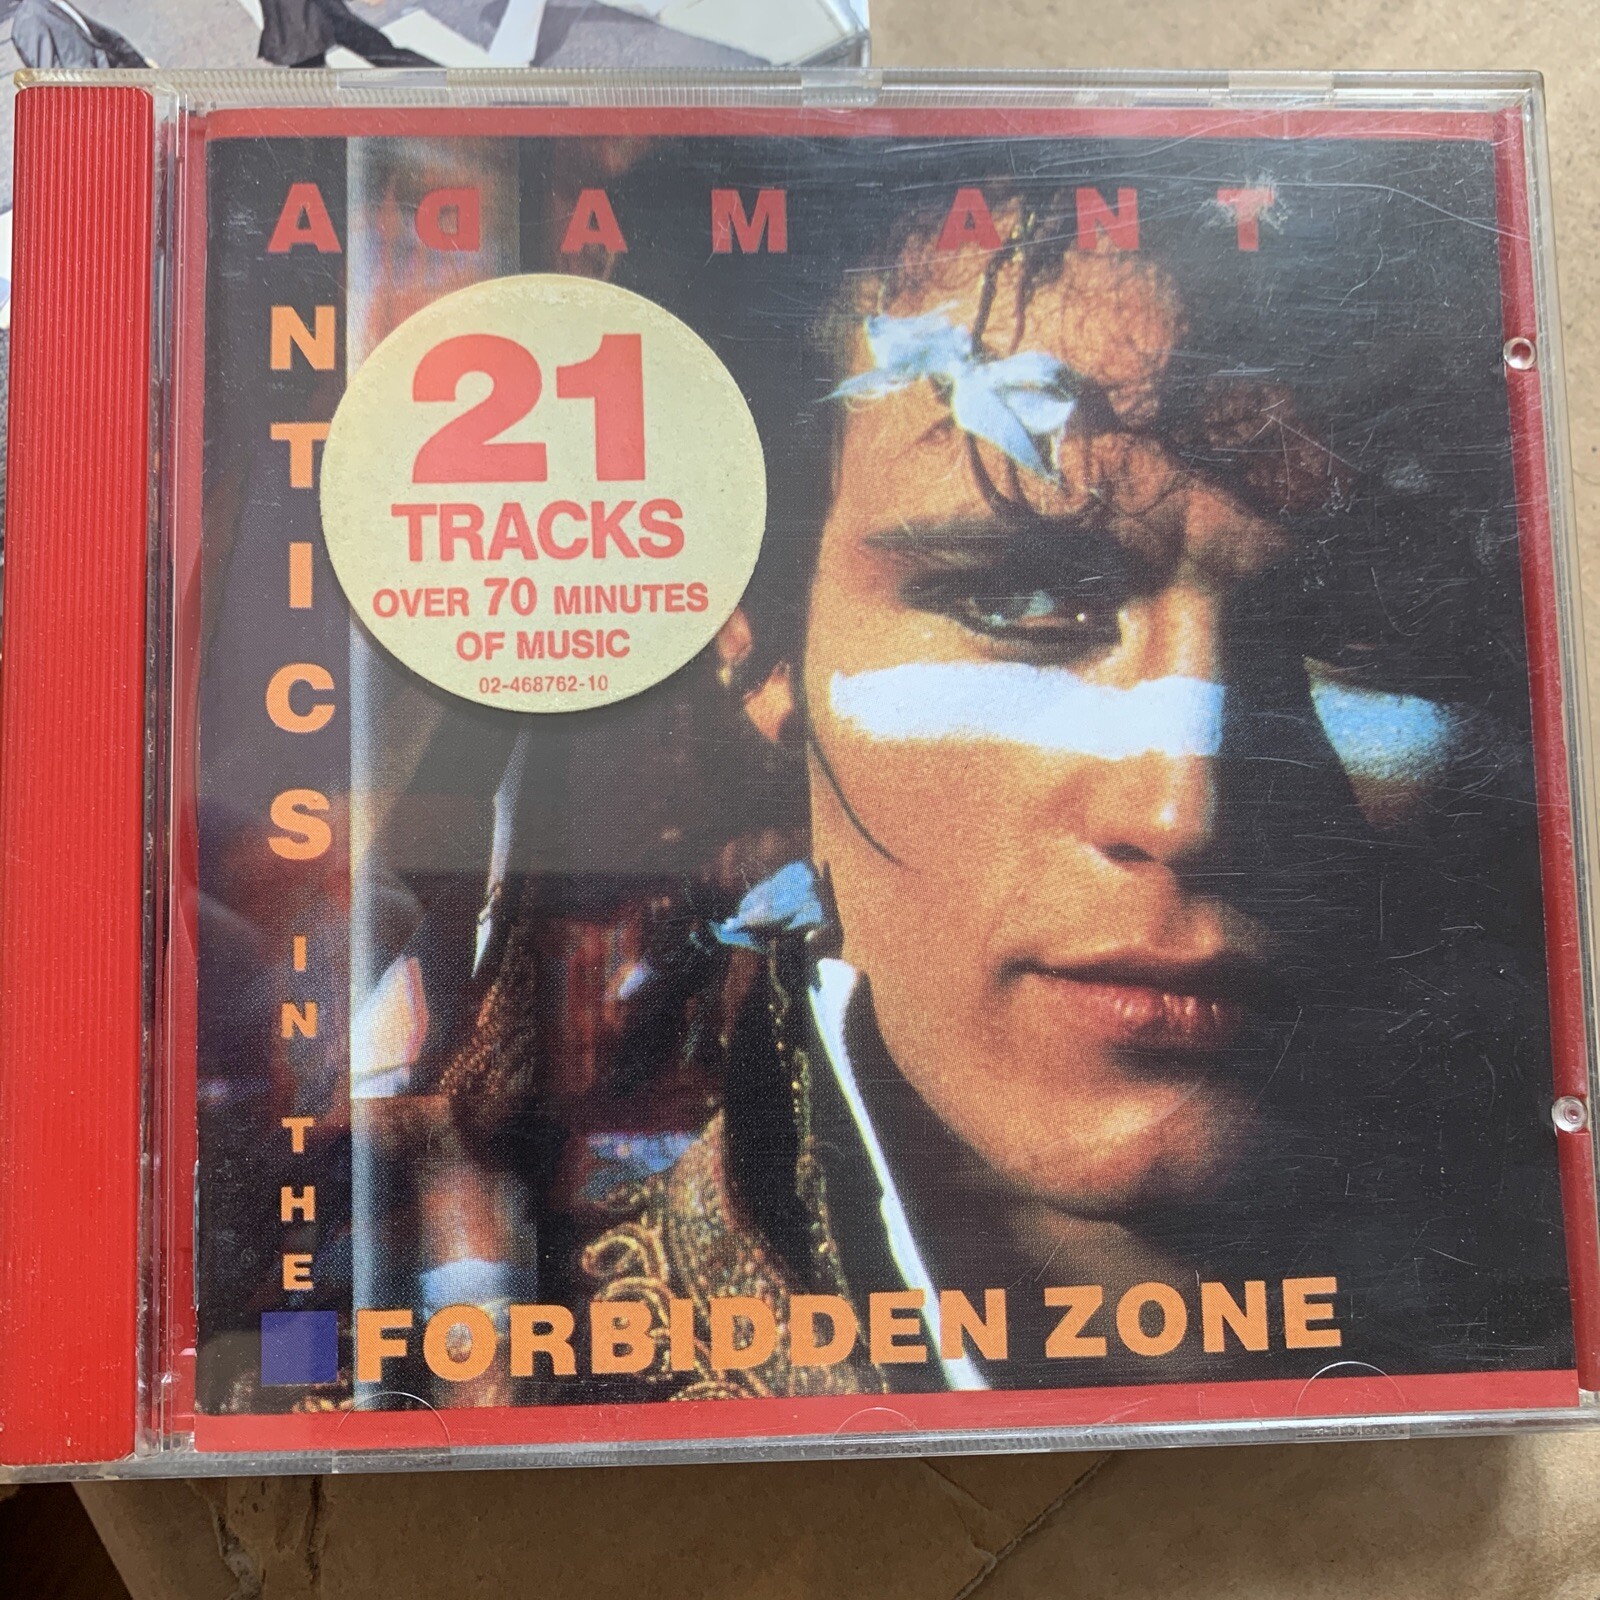 ADAM ANT
ANTICS
IN THE
FORBIDDEN ZONE
21
TRACKS
OVER 70 MINUTES
OF MUSIC
02-468762-10